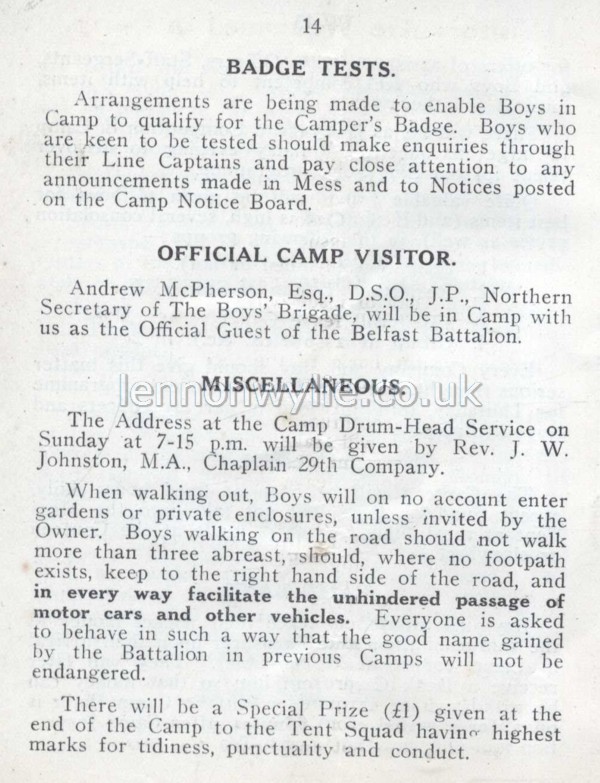 14
BADGE TESTS.
Arrangements are being made to enable Boys in
Camp to qualify for the Camper's Badge. Boys who
are keen to be tested should make enquiries through
their Line Captains and pay close attention to any
announcements made in Mess and to Notices posted
on the Camp Notice Board.
OFFICIAL CAMP VISITOR.
Andrew McPherson, Esq., D.S.O., J.P., Northern
Secretary of The Boys' Brigade, will be in Camp with
us as the Official Guest of the Belfast Battalion.
MISCELLANEOUS.
lennonwylie.co.uk
The Address at the Camp Drum-Head Service on
Sunday at 7-15 p.m. will be given by Rev. J. W.
Johnston, M.A., Chaplain 29th Company.
When walking out, Boys will on no account enter
gardens or private enclosures, unless invited by the
Owner. Boys walking on the road should not walk
more than three abreast, should, where no footpath
exists, keep to the right hand side of the road, and
in every way facilitate the unhindered passage of
motor cars and other vehicles. Everyone is asked
to behave in such a way that the good name gained
by the Battalion in previous Camps will not be
endangered.
There will be a Special Prize (£1) given at the
end of the Camp to the Tent Squad having highest
marks for tidiness, punctuality and conduct.